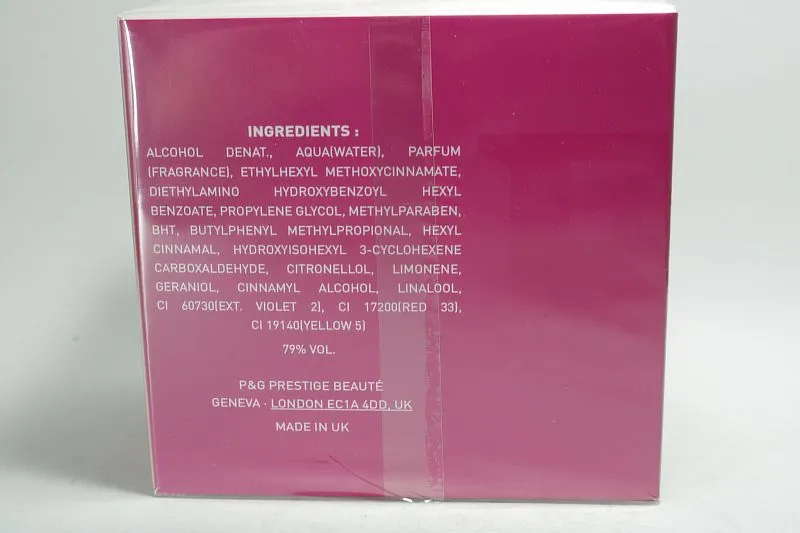 INGREDIENTS :
ALCOHOL DENAT., AQUA(WATER), PARFUM
(FRAGRANCE), ETHYLHEXYL METHOXYCINNAMATE,
DIETHYLAMINO HYDROXYBENZOYL HEXYL
BENZOATE, PROPYLENE GLYCOL, METHYLPARABEN,
BHT, BUTYLPHENYL METHYLPROPIONAL, HEXYL
CINNAMAL, HYDROXYISOHEXYL 3-CYCLOHEXENE
CARBOXALDEHYDE, CITRONELLOL, LIMONENE,
GERANIOL, CINNAMYL ALCOHOL, LINALOOL,
CI 60730(EXT. VIOLET 2), CI 17200(RED 33),
CI 19140(YELLOW 5)
79% VOL.
P&G PRESTIGE BEAUTÉ
GENEVA · LONDON EC1A 4DD, UK
MADE IN UK